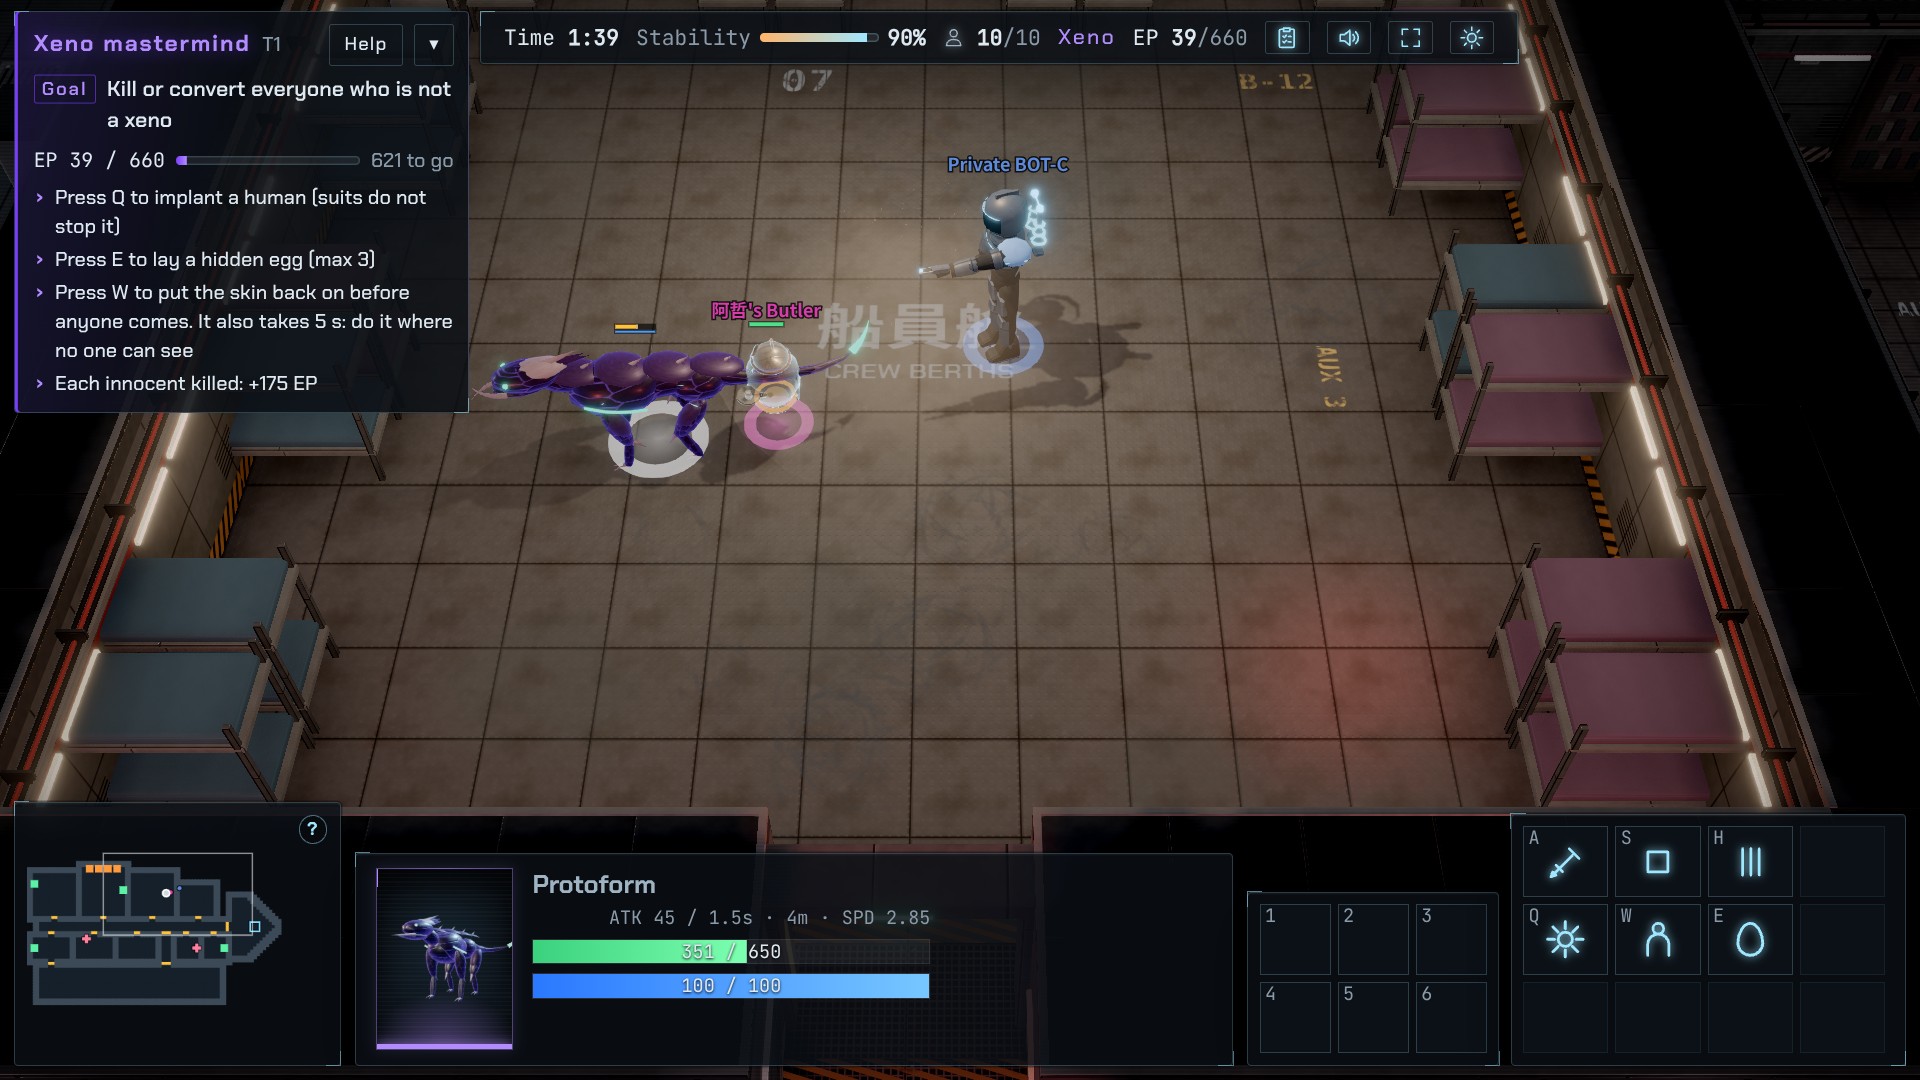 Xeno mastermind T1
Help
▼
Goal
Kill or convert everyone who is not
a xeno
EP 39 / 660
621 to go
› Press Q to implant a human (suits do not
stop it)
› Press E to lay a hidden egg (max 3)
› Press W to put the skin back on before
anyone comes. It also takes 5 s: do it where
no one can see
› Each innocent killed: +175 EP
Time 1:39 Stability 90% 10/10 Xeno EP 39/660
07
B-12
Private BOT-C
阿哲's Butler
船員
CREW BERTHS
AUX 3
?
Protoform
ATK 45 / 1.5s · 4m · SPD 2.85
351 / 650
100 / 100
1 2 3
4 5 6
A S H
Q W E